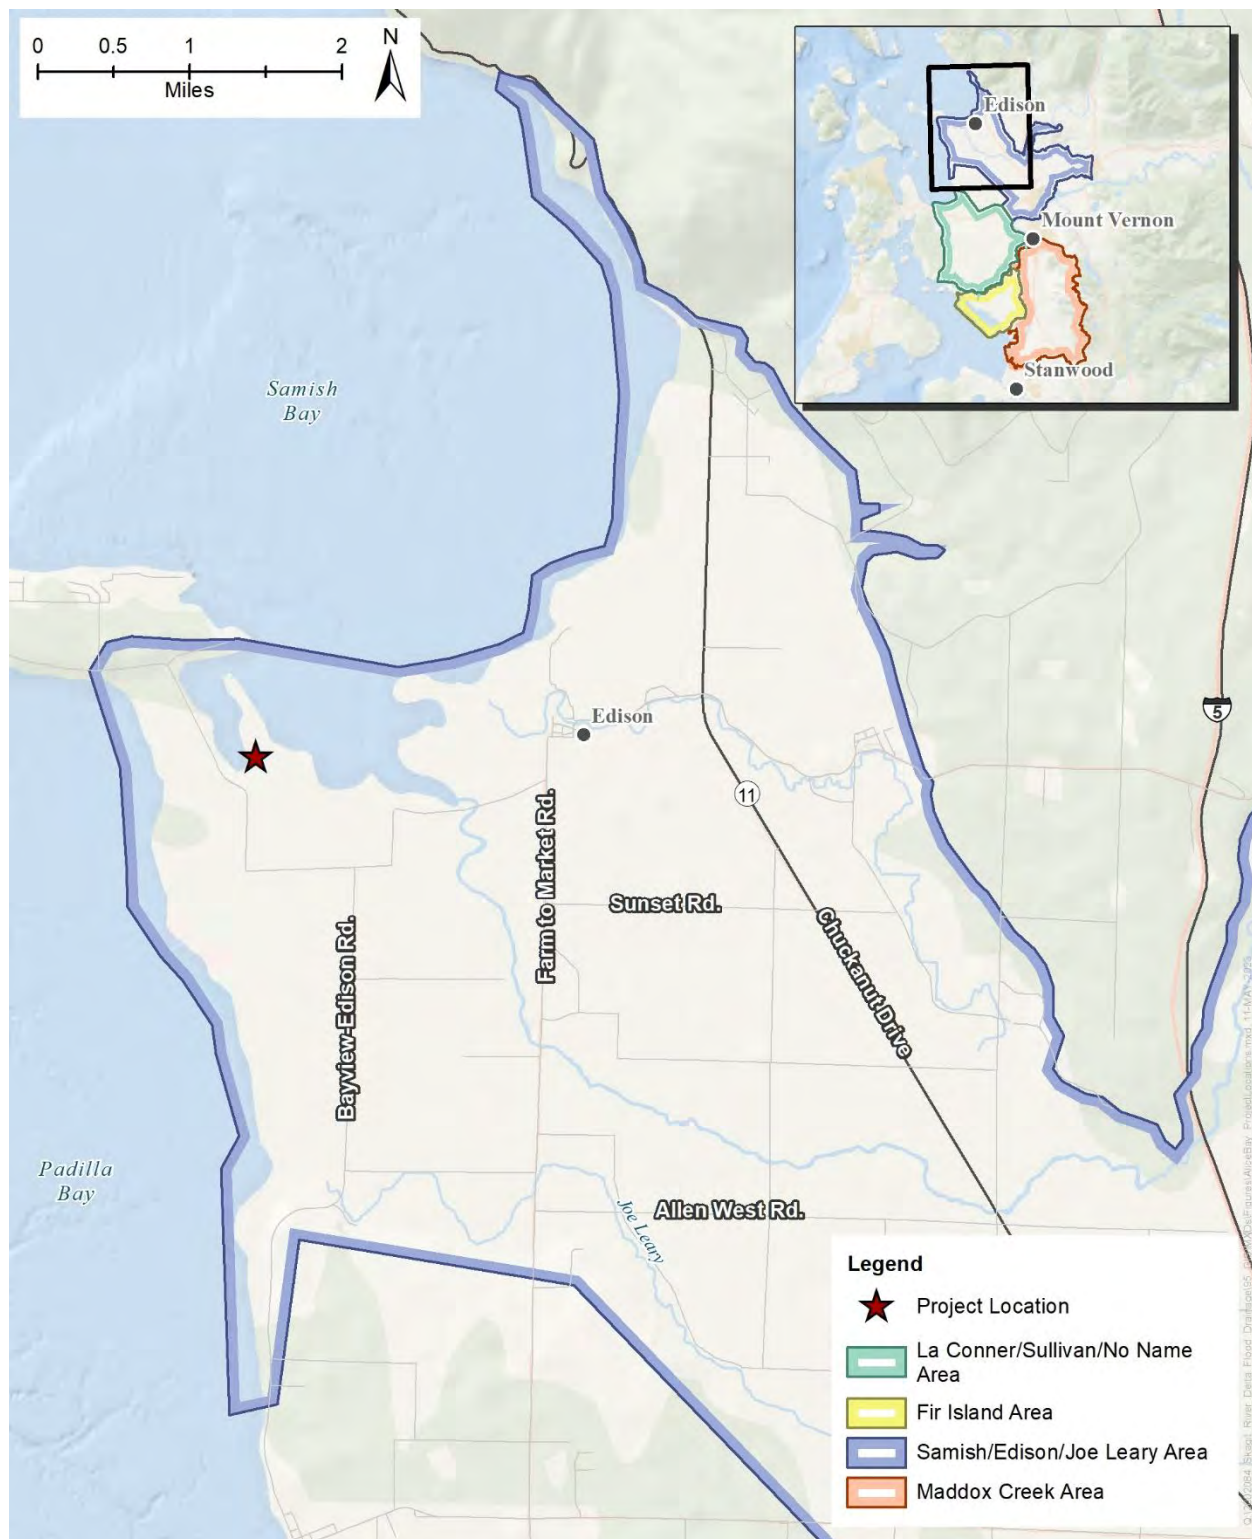 0 0.5 1 2
Miles
N
Edison
Mount Vernon
Stanwood
Samish
Bay
Edison
5
11
Farm to Market Rd.
Sunset Rd.
Chuckanut Drive
Bayview-Edison Rd.
Padilla
Bay
Joe Leary
Allen West Rd.
Legend
Project Location
La Conner/Sullivan/No Name
Area
Fir Island Area
Samish/Edison/Joe Leary Area
Maddox Creek Area